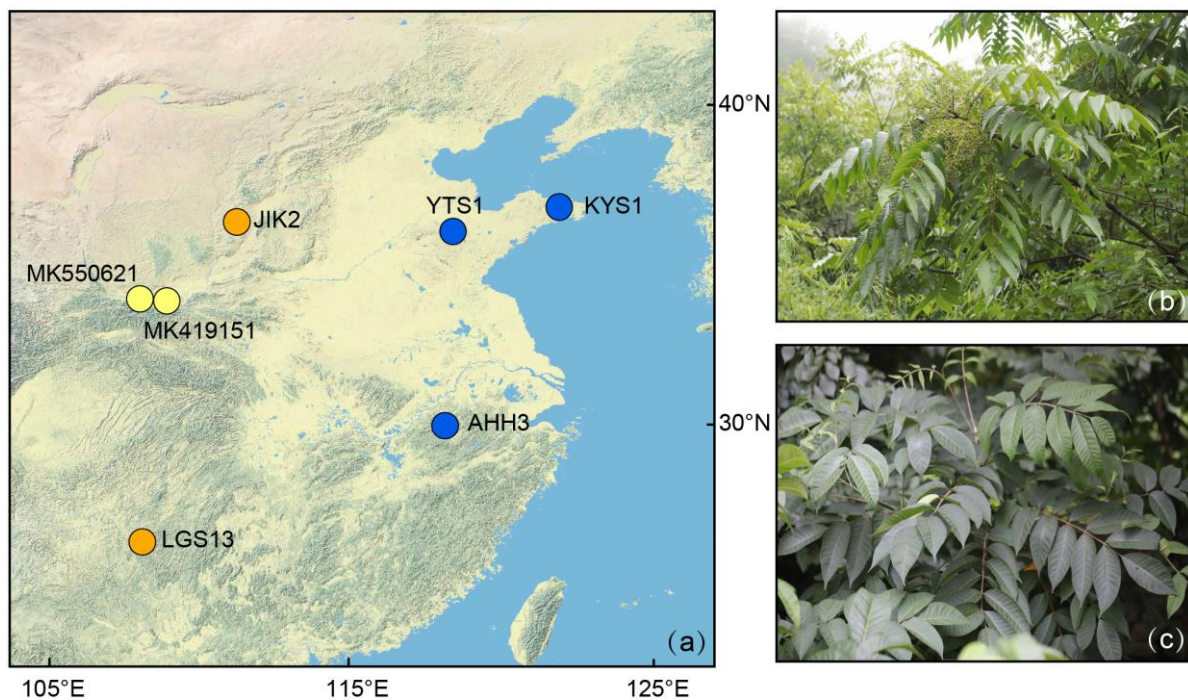 40°N
YTS1
KYS1
JIK2
(b)
MK550621
MK419151
30°N
AHH3
LGS13
(a)
(c)
105°E
115°E
125°E